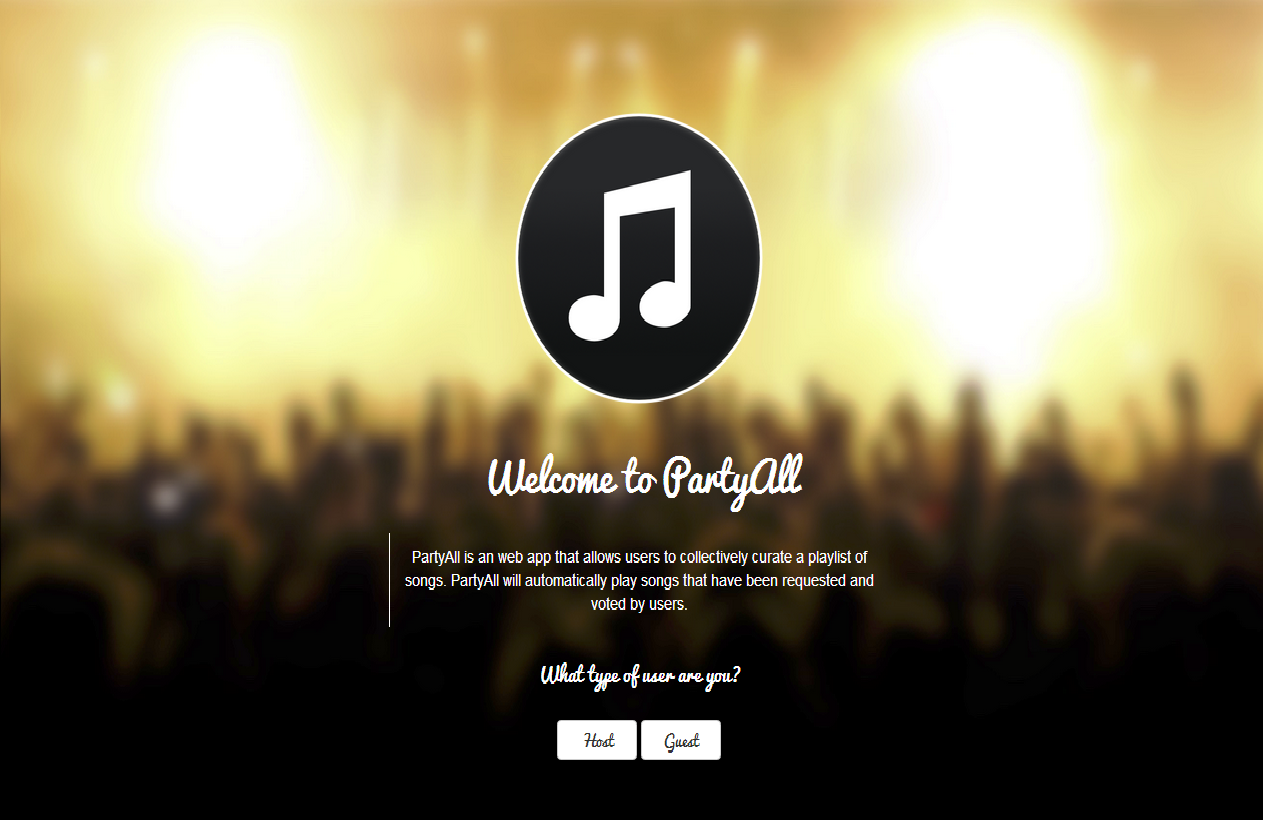 Welcome to PartyAll
PartyAll is an web app that allows users to collectively curate a playlist of
songs. PartyAll will automatically play songs that have been requested and
voted by users.
What type of user are you?
Host Guest